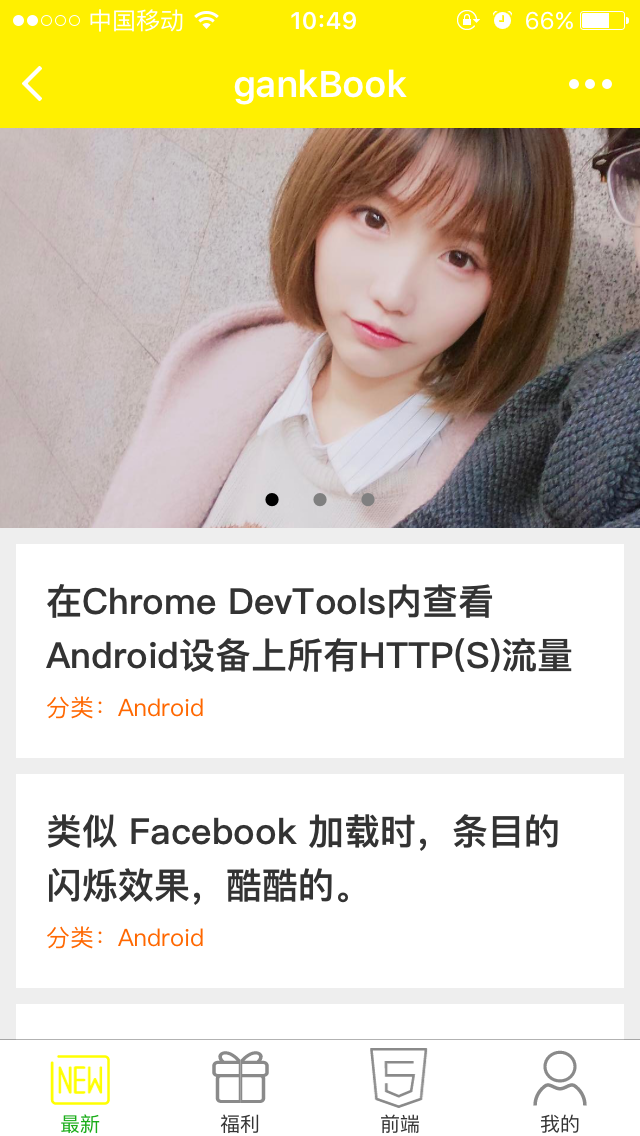 中国移动 10:49 66%
gankBook
在Chrome DevTools内查看
Android设备上所有HTTP(S)流量
分类：Android
类似 Facebook 加载时，条目的
闪烁效果，酷酷的。
分类：Android
NEW
最新 福利 前端 我的